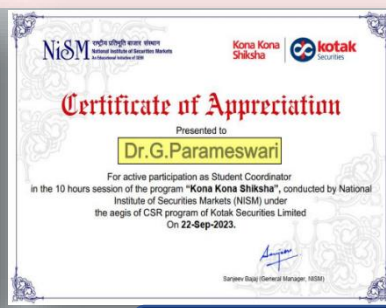 NiSM राष्ट्रीय प्रतिभूति बाजार संस्थान
National Institute of Securities Markets
An Educational Initiative of SEBI
Kona Kona
Shiksha
kotak
Securities
Certificate of Appreciation
Presented to
Dr.G.Parameswari
For active participation as Student Coordinator
in the 10 hours session of the program "Kona Kona Shiksha", conducted by National
Institute of Securities Markets (NISM) under
the aegis of CSR program of Kotak Securities Limited
On 22-Sep-2023.
Sanjeev Bajaj (General Manager, NISM)